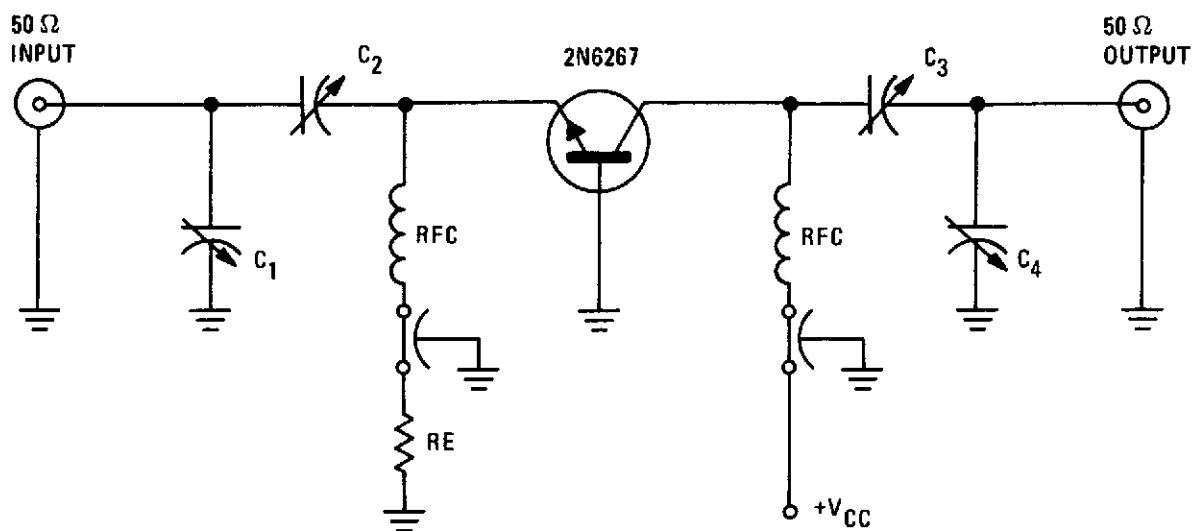 50 Ω
INPUT
C2
2N6267
C3
50 Ω
OUTPUT
C1
RFC
RFC
C4
RE
+VCC